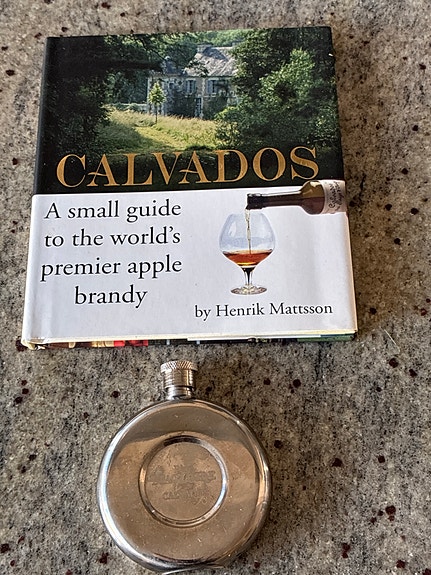 CALVADOS
A small guide
to the world's
premier apple
brandy
by Henrik Mattsson